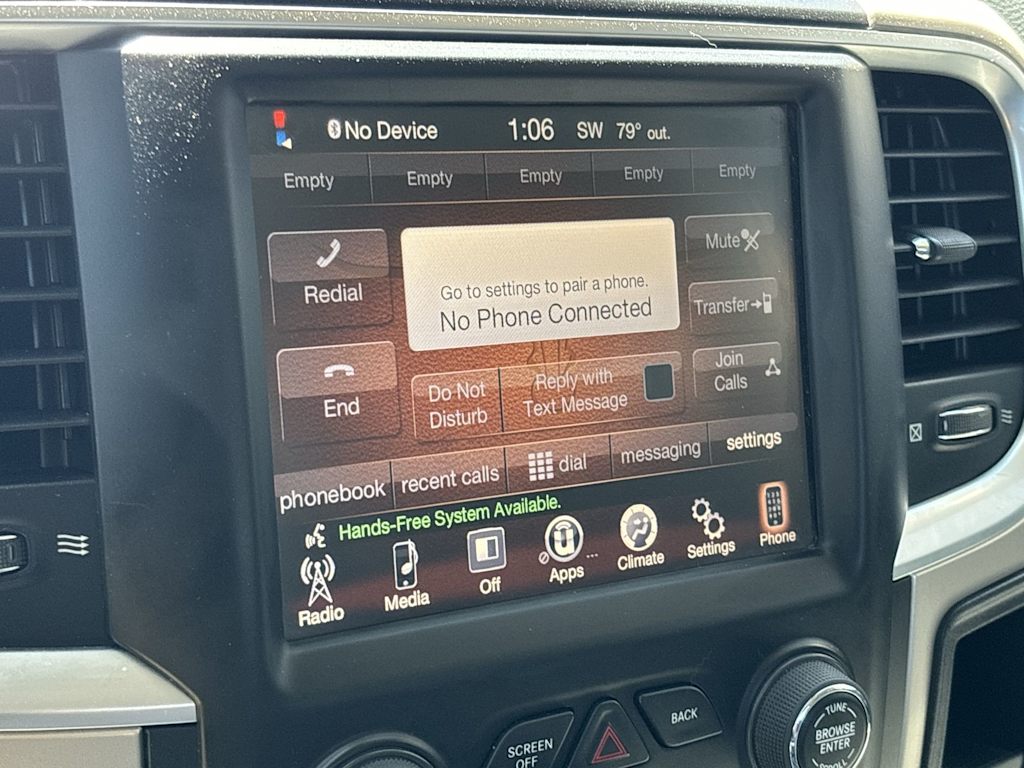 No Device 1:06 SW 79° out.
Empty Empty Empty Empty Empty
Redial
Go to settings to pair a phone.
No Phone Connected
Mute
Transfer
End
Do Not
Disturb
Reply with
Text Message
Join
Calls
phonebook recent calls dial messaging settings
Hands-Free System Available.
Radio Media Off Apps ... Climate Settings Phone
SCREEN
OFF
BACK
TUNE
BROWSE
ENTER
SCROLL